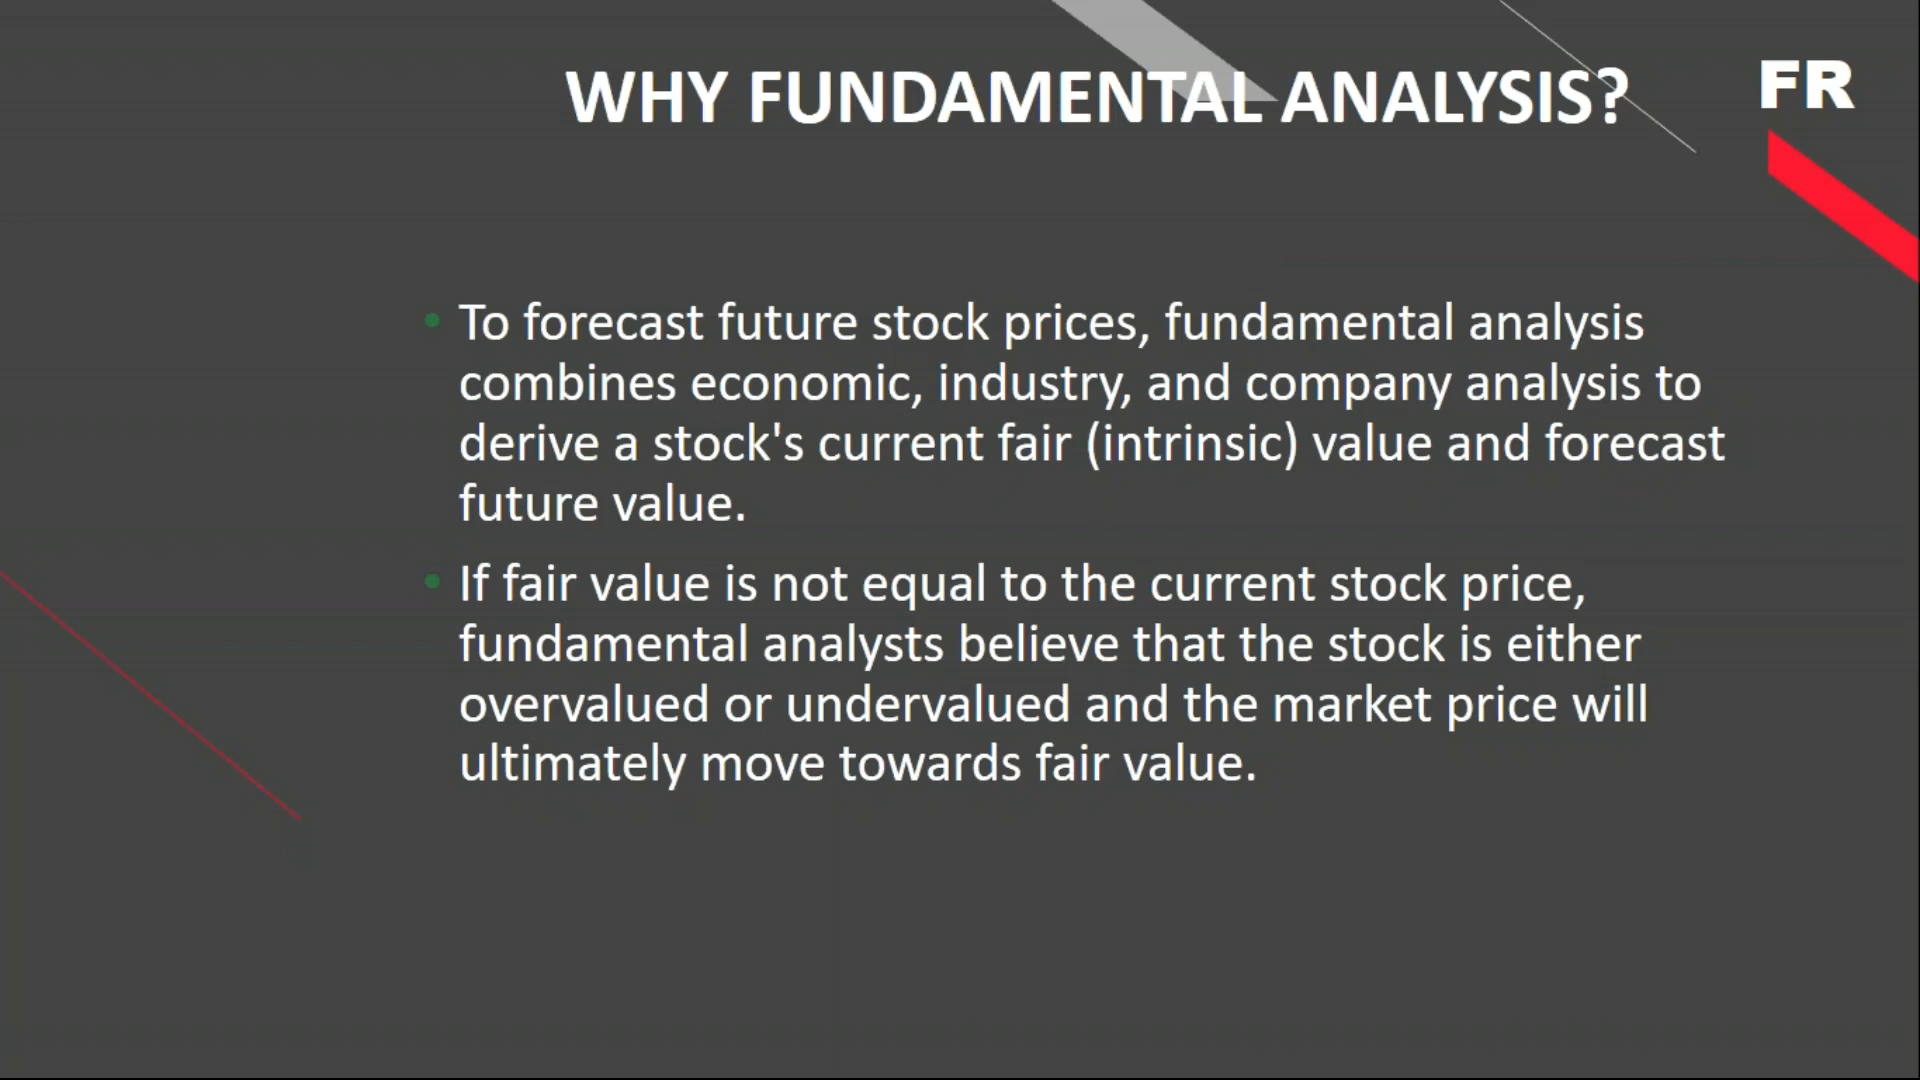 WHY FUNDAMENTAL ANALYSIS?
FR
• To forecast future stock prices, fundamental analysis
combines economic, industry, and company analysis to
derive a stock's current fair (intrinsic) value and forecast
future value.
• If fair value is not equal to the current stock price,
fundamental analysts believe that the stock is either
overvalued or undervalued and the market price will
ultimately move towards fair value.